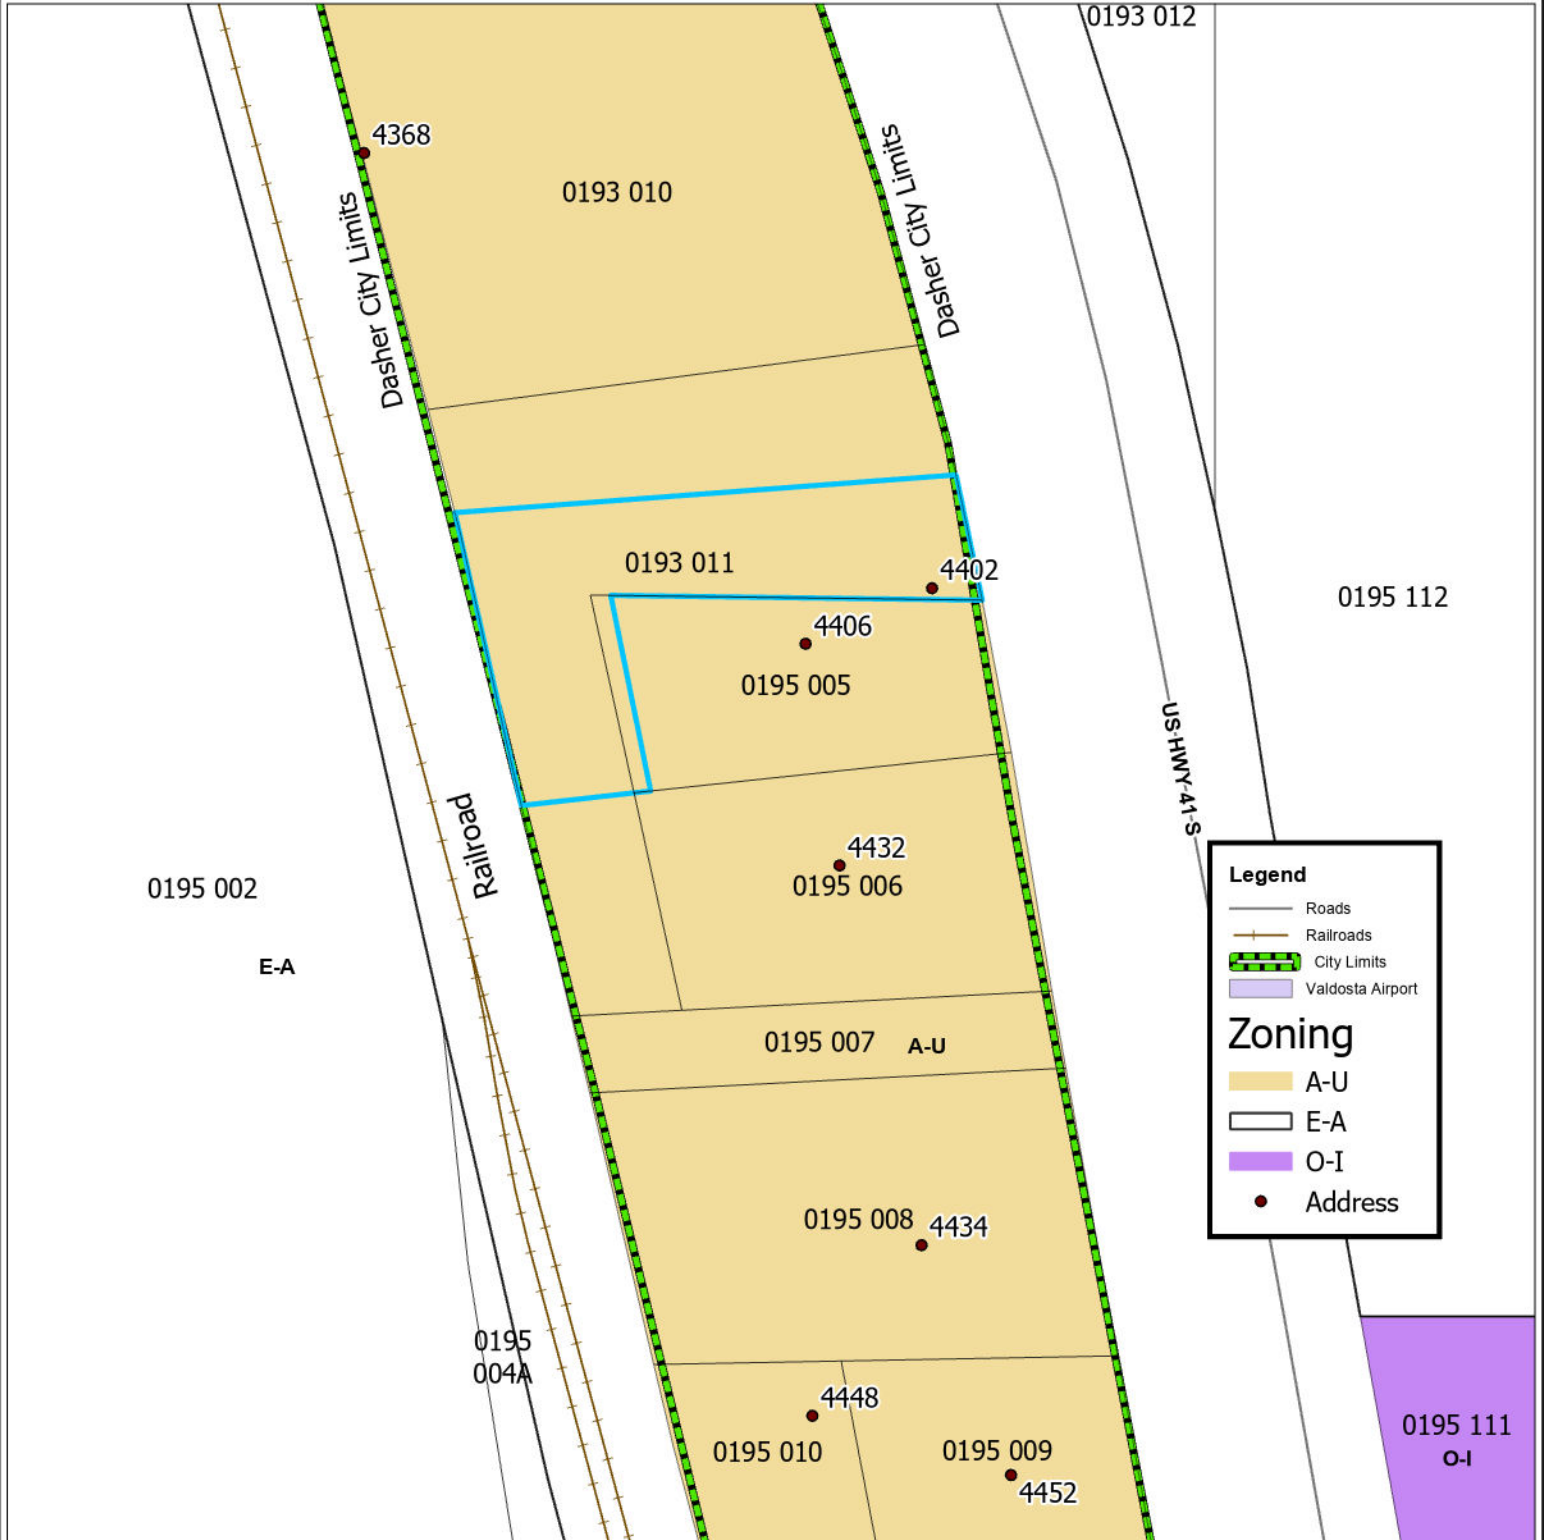 0193 012
4368
0193 010
Dasher City Limits
Dasher City Limits
0193 011
4402
4406
0195 005
0195 112
US-HWY-41-S
Railroad
4432
0195 006
0195 002
E-A
0195 007
A-U
0195 008
4434
0195
004A
4448
0195 010
0195 009
4452
0195 111
O-I
Legend
Roads
Railroads
City Limits
Valdosta Airport
Zoning
A-U
E-A
O-I
Address